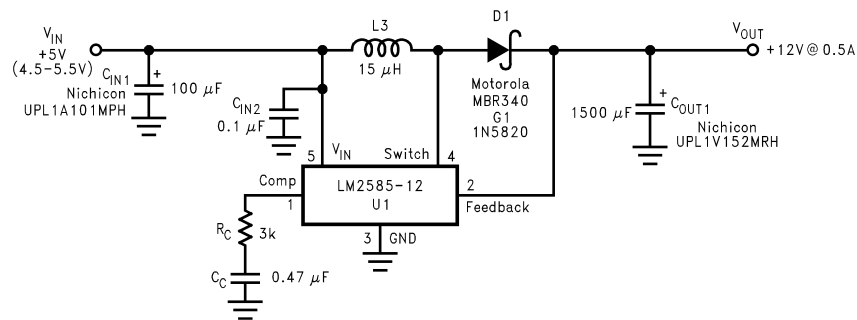 L3
15 μH
D1
Motorola
MBR340
G1
1N5820
V_IN
+5V
(4.5-5.5V)
C_IN1
+
100 μF
Nichicon
UPL1A101MPH
C_IN2
0.1 μF
V_OUT
+12V@0.5A
1500 μF
+
C_OUT1
Nichicon
UPL1V152MRH
5
V_IN
Switch
4
Comp
1
LM2585-12
U1
2
Feedback
3
GND
R_C
3k
C_C
0.47 μF